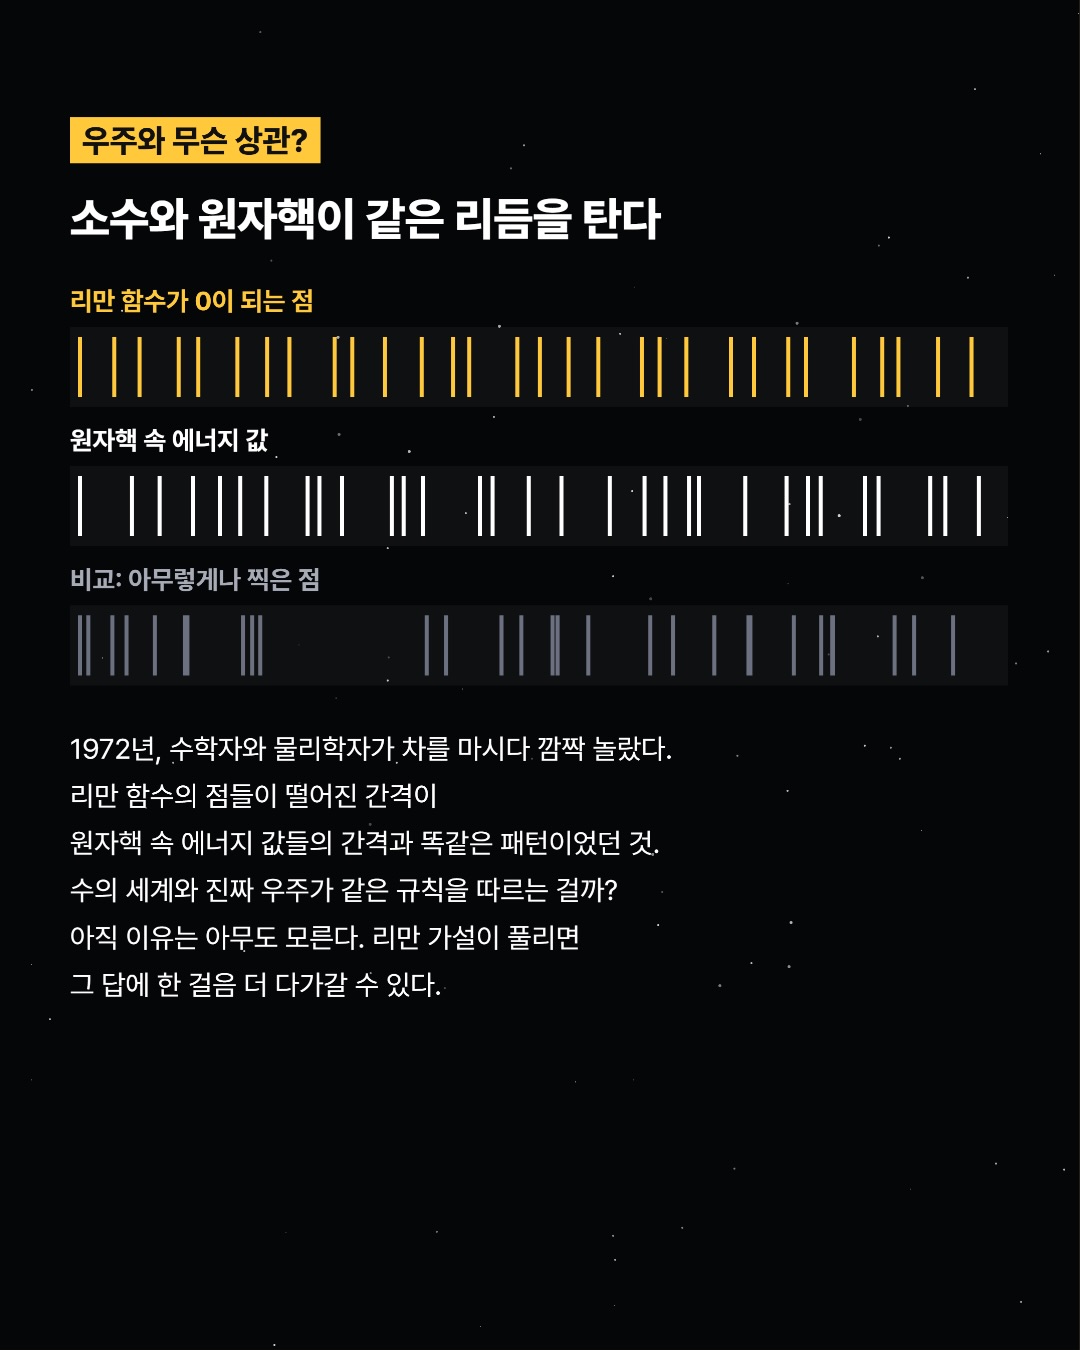 우주와 무슨 상관?
소수와 원자핵이 같은 리듬을 탄다
리만 함수가 0이 되는 점
원자핵 속 에너지 값
비교: 아무렇게나 찍은 점
1972년, 수학자와 물리학자가 차를 마시다 깜짝 놀랐다.
리만 함수의 점들이 떨어진 간격이
원자핵 속 에너지 값들의 간격과 똑같은 패턴이었던 것.
수의 세계와 진짜 우주가 같은 규칙을 따르는 걸까?
아직 이유는 아무도 모른다. 리만 가설이 풀리면
그 답에 한 걸음 더 다가갈 수 있다.